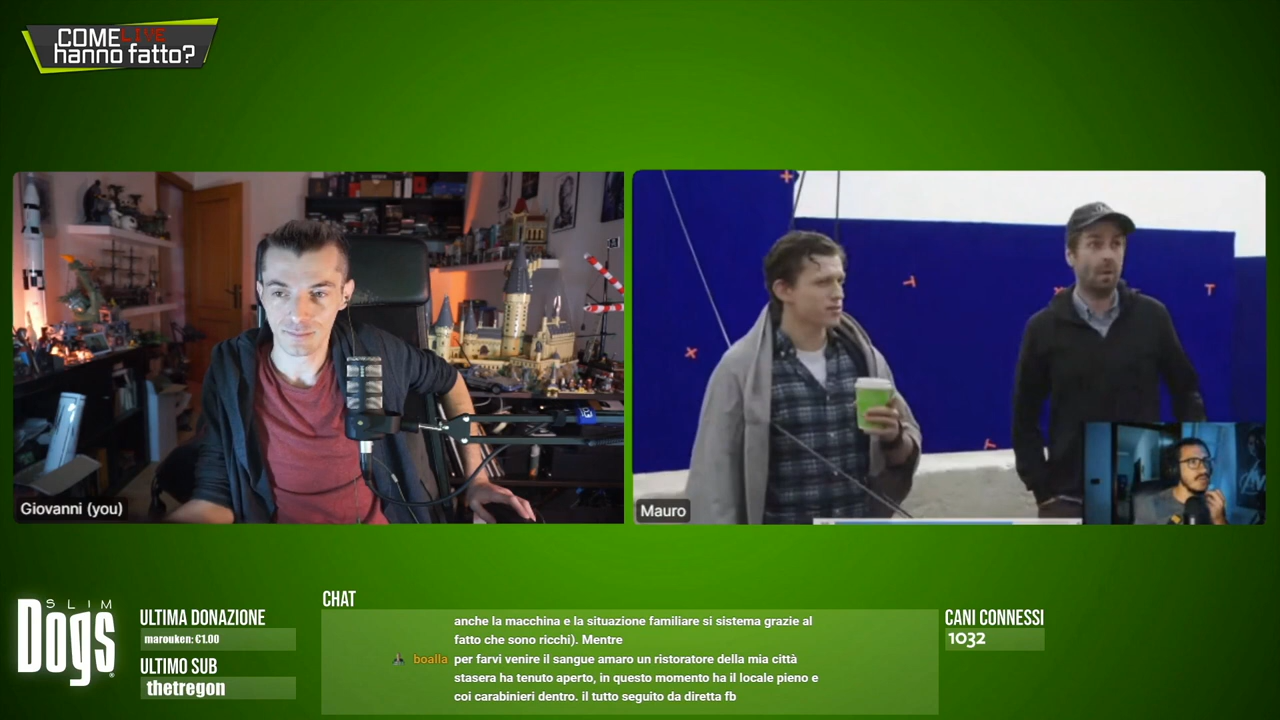 COME LIVE
hanno fatto?
Giovanni (you)
Mauro
SLIM
Dogs
ULTIMA DONAZIONE
marouken: €1.00
ULTIMO SUB
thetregon
CHAT
anche la macchina e la situazione familiare si sistema grazie al
fatto che sono ricchi). Mentre
boalla per farvi venire il sangue amaro un ristoratore della mia città
stasera ha tenuto aperto, in questo momento ha il locale pieno e
coi carabinieri dentro. il tutto seguito da diretta fb
CANI CONNESSI
1032